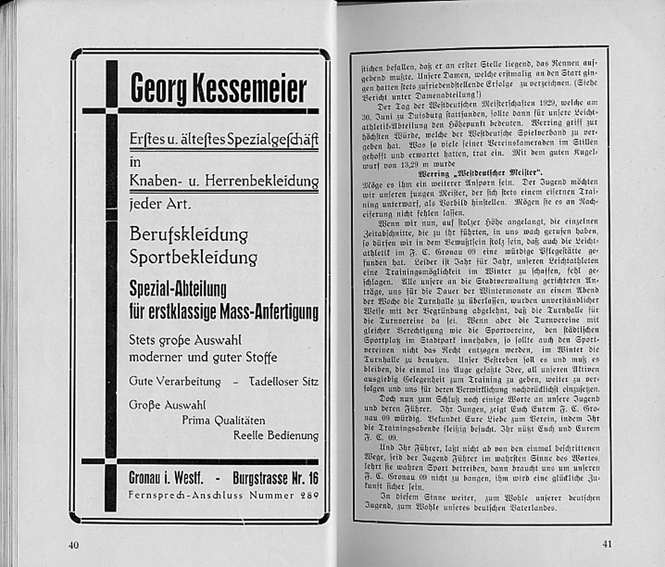 Georg Kessemeier
Erstes u. ältestes Spezialgeschäft
in
Knaben- u. Herrenbekleidung
jeder Art.
Berufskleidung
Sportbekleidung
Spezial-Abteilung
für erstklassige Mass-Anfertigung
Stets große Auswahl
moderner und guter Stoffe
Gute Verarbeitung - Tadelloser Sitz
Große Auswahl
Prima Qualitäten
Reelle Bedienung
Gronau i. Westf. - Burgstrasse Nr. 16
Fernsprech-Anschluss Nummer 289
40
stichen befallen, daß er an erster Stelle liegend, das Rennen auf-
gebend mußte. Unsere Damen, welche erstmalig an den Start gin-
gen hatten stets zufriedenstellende Erfolge zu verzeichnen. (Siehe
Bericht unter Damenabteilung!)
Der Tag der Westdeutschen Meisterschaften 1929, welche am
30. Juni zu Duisburg stattfanden, sollte dann für unsere Leicht-
athletik-Abteilung den Höhepunkt bedeuten. Werring griff zur
höchsten Würde, welche der Westdeutsche Spielverband zu ver-
geben hat. Was so viele seiner Vereinskameraden im Stillen
gehofft und erwartet hatten, trat ein. Mit dem guten Kugel-
wurf von 13,29 m wurde
Werring „Westdeutscher Meister“.
Möge es ihm ein weiterer Ansporn sein. Der Jugend möchten
wir unseren jungen Meister, der sich stets einem eisernen Trai-
ning unterwarf, als Vorbild hinstellen. Mögen sie es an Nach-
eiferung nicht fehlen lassen.
Wenn wir nun, auf stolzer Höhe angelangt, die einzelnen
Zeitabschnitte, die zu ihr führten, in uns wach gerufen haben,
so dürfen wir in dem Bewußtsein stolz sein, daß auch die Leicht-
athletik im F. C. Gronau 09 eine würdige Pflegestätte ge-
funden hat. Leider ist Jahr für Jahr, unseren Leichtathleten
eine Trainingsmöglichkeit im Winter zu schaffen, fehl ge-
schlagen. Alle unsere an die Stadtverwaltung gerichteten An-
träge, uns für die Dauer der Wintermonate an einem Abend
der Woche die Turnhalle zu überlassen, wurden unverständlicher
Weise mit der Begründung abgelehnt, daß die Turnhalle für
die Turnvereine da sei. Wenn aber die Turnvereine mit
gleicher Berechtigung wie die Sportvereine, den städtischen
Sportplatz im Stadtpark innehaben, so sollte auch den Sport-
vereinen nicht das Recht entzogen werden, im Winter die
Turnhalle zu benutzen. Unser Bestreben soll es und muß es
bleiben, die einmal ins Auge gefaßte Idee, all unseren Aktiven
ausgiebig Gelegenheit zum Training zu geben, weiter zu ver-
folgen und uns für deren Verwirklichung nachdrücklichst einzusetzen.
Doch nun zum Schluß noch einige Worte an unsere Jugend
und deren Führer. Ihr Jungen, zeigt Euch Eurem F. C. Gro-
nau 09 würdig. Bekundet Eure Liebe zum Verein, indem Ihr
die Trainingsabende fleißig besucht. Ihr nützt Euch und Eurem
F. C. 09.
Und Ihr Führer, laßt nicht ab von den einmal beschrittenen
Wege, seid der Jugend Führer im wahrsten Sinne des Wortes,
lehrt sie wahren Sport betreiben, dann braucht uns um unseren
F. C. Gronau 09 nicht zu bangen, ihm wird eine glückliche Zu-
kunft sicher sein.
In diesem Sinne weiter, zum Wohle unserer deutschen
Jugend, zum Wohle unseres deutschen Vaterlandes.
41